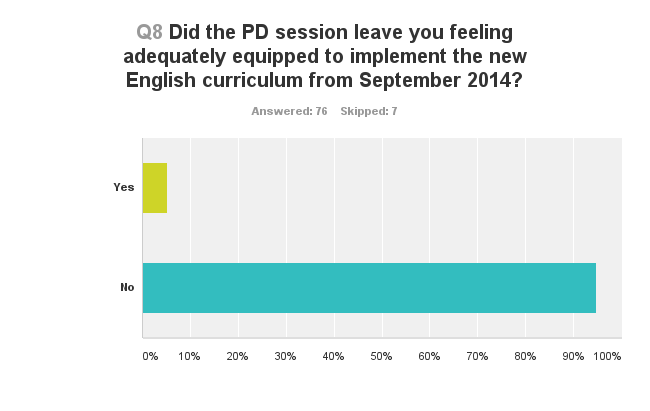 Q8 Did the PD session leave you feeling
adequately equipped to implement the new
English curriculum from September 2014?
Answered: 76 Skipped: 7
Yes
No
0% 10% 20% 30% 40% 50% 60% 70% 80% 90% 100%